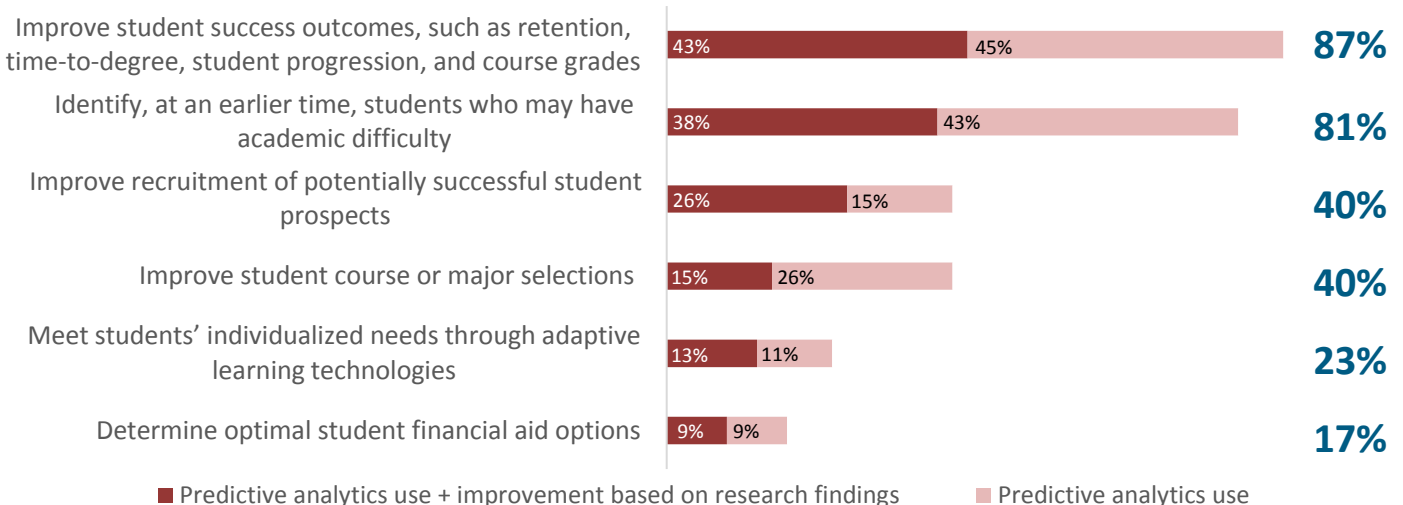 Improve student success outcomes, such as retention,
time-to-degree, student progression, and course grades
43%
45%
87%
Identify, at an earlier time, students who may have
academic difficulty
38%
43%
81%
Improve recruitment of potentially successful student
prospects
26%
15%
40%
Improve student course or major selections
15%
26%
40%
Meet students’ individualized needs through adaptive
learning technologies
13%
11%
23%
Determine optimal student financial aid options
9%
9%
17%
Predictive analytics use + improvement based on research findings
Predictive analytics use